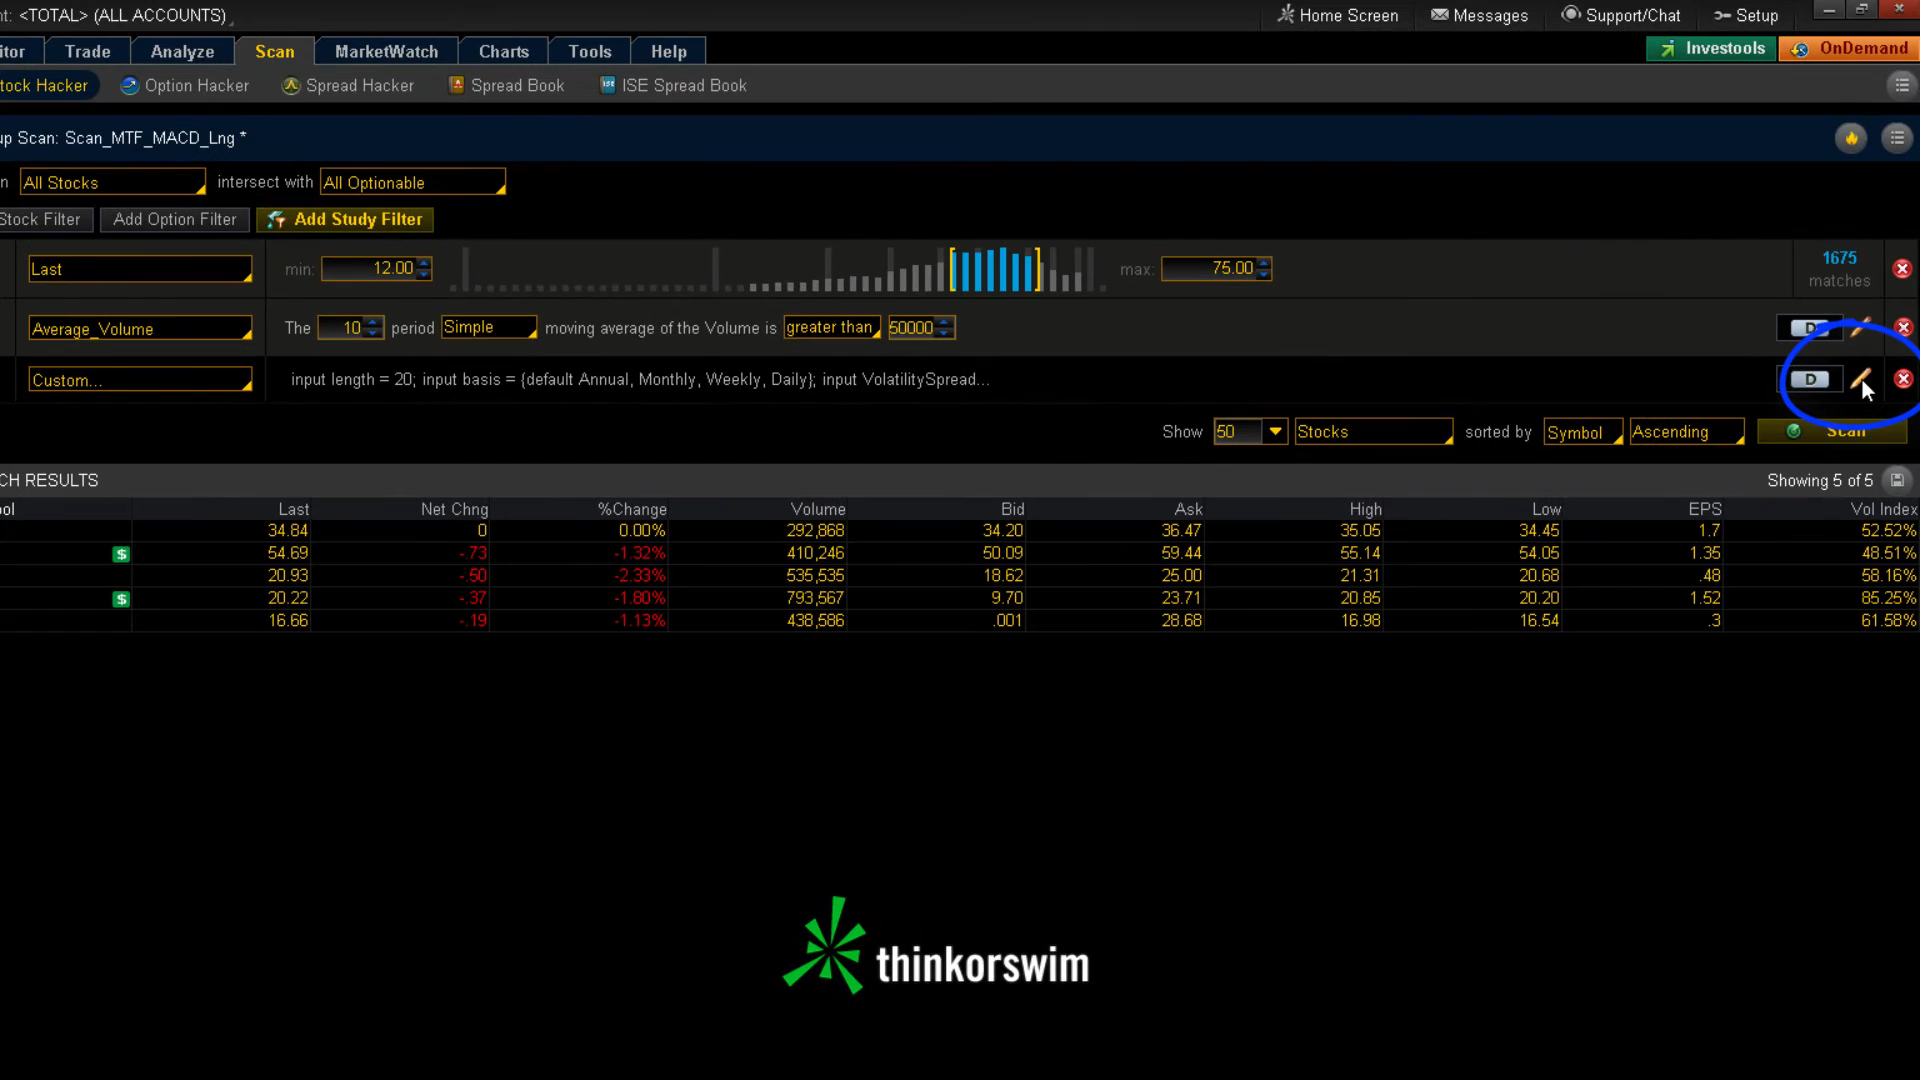 nt: <TOTAL> (ALL ACCOUNTS) Home Screen Messages Support/Chat Setup
itor Trade Analyze Scan MarketWatch Charts Tools Help Investools OnDemand
tock Hacker Option Hacker Spread Hacker Spread Book ISE Spread Book
up Scan: Scan_MTF_MACD_Lng *
n All Stocks intersect with All Optionable
Stock Filter Add Option Filter Add Study Filter
Last min: 12.00 max: 75.00 1675 matches
Average_Volume The 10 period Simple moving average of the Volume is greater than 50000 D
Custom... input length = 20; input basis = {default Annual, Monthly, Weekly, Daily}; input VolatilitySpread... D
Show 50 Stocks sorted by Symbol Ascending Scan
CH RESULTS Showing 5 of 5
ool Last Net Chng %Change Volume Bid Ask High Low EPS Vol Index
34.84 0 0.00% 292,868 34.20 36.47 35.05 34.45 1.7 52.52%
$ 54.69 -.73 -1.32% 410,246 50.09 59.44 55.14 54.05 1.35 48.51%
20.93 -.50 -2.33% 535,535 18.62 25.00 21.31 20.68 .48 58.16%
$ 20.22 -.37 -1.80% 793,567 9.70 23.71 20.85 20.20 1.52 85.25%
16.66 -.19 -1.13% 438,586 .001 28.68 16.98 16.54 .3 61.58%
thinkorswim